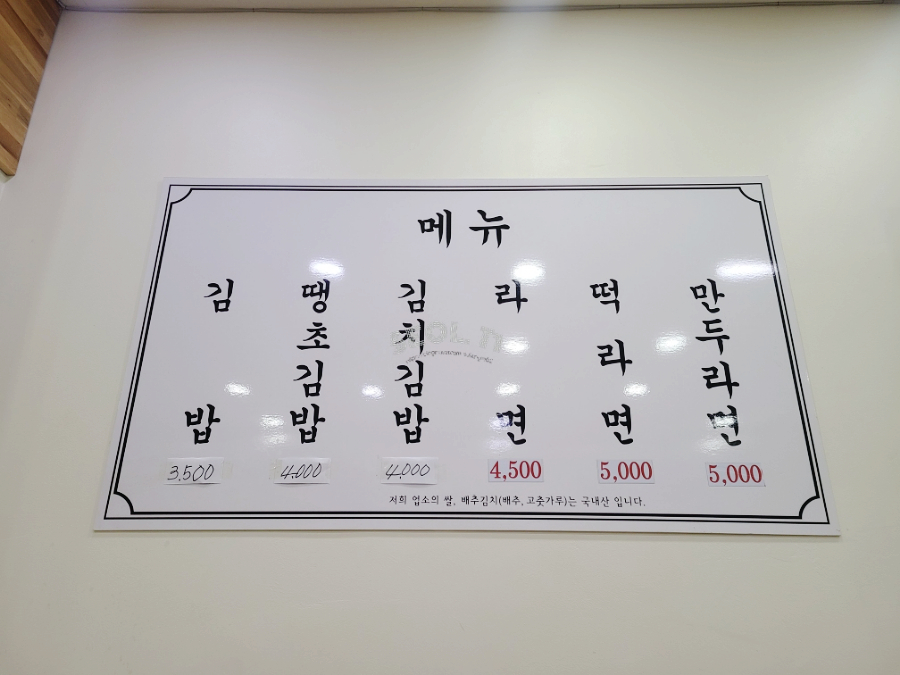 메뉴
김밥
땡초김밥
김치김밥
라면
떡라면
만두라면
3,500
4,000
4,000
4,500
5,000
5,000
저희 업소의 쌀, 배추김치(배추, 고춧가루)는 국내산 입니다.